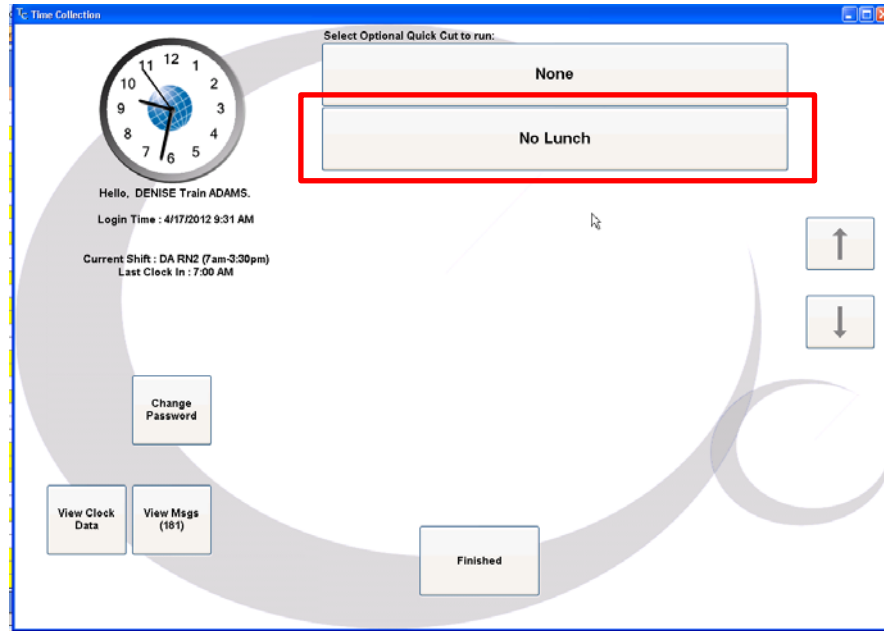 Tc Time Collection
Select Optional Quick Cut to run:
None
No Lunch
11 12 1
10 2
9 3
8 4
7 6 5
Hello, DENISE Train ADAMS.
Login Time : 4/17/2012 9:31 AM
Current Shift : DA RN2 (7am-3:30pm)
Last Clock In : 7:00 AM
Change
Password
View Clock
Data
View Msgs
(181)
Finished